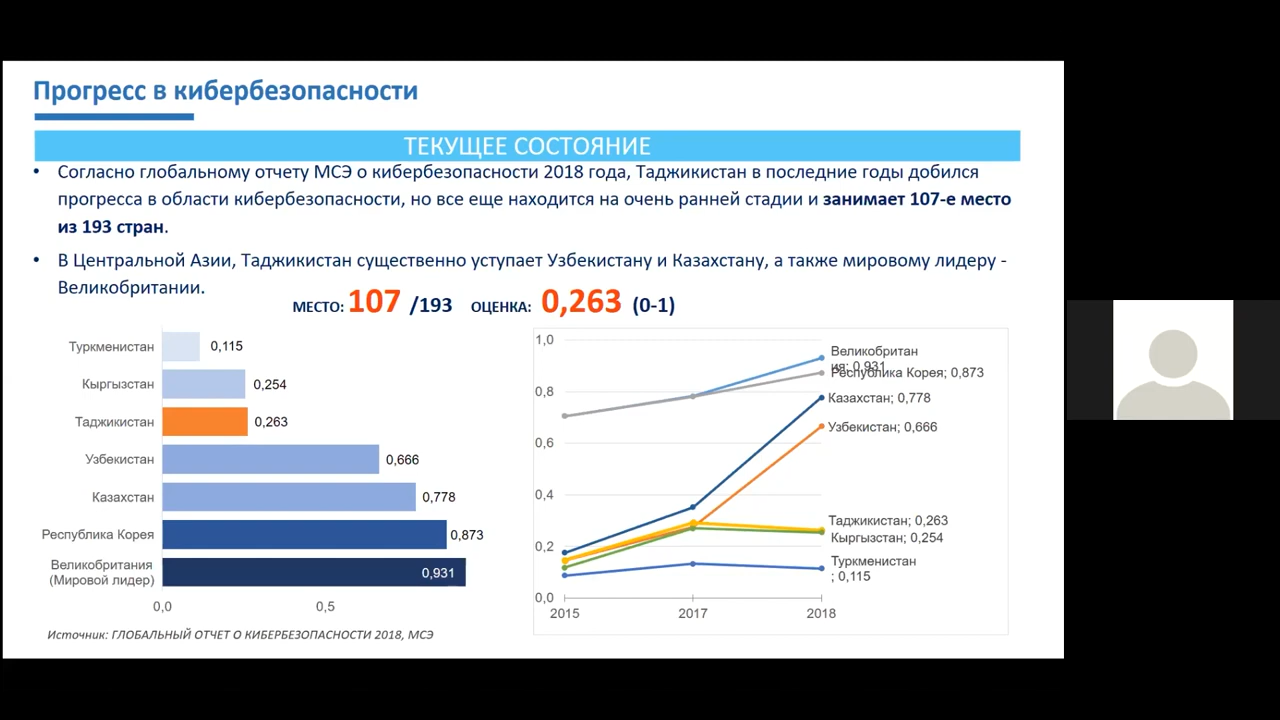 Прогресс в кибербезопасности
ТЕКУЩЕЕ СОСТОЯНИЕ
• Согласно глобальному отчету МСЭ о кибербезопасности 2018 года, Таджикистан в последние годы добился
прогресса в области кибербезопасности, но все еще находится на очень ранней стадии и занимает 107-е место
из 193 стран.
• В Центральной Азии, Таджикистан существенно уступает Узбекистану и Казахстану, а также мировому лидеру -
Великобритании.
МЕСТО: 107 /193 ОЦЕНКА: 0,263 (0-1)
Туркменистан 0,115
Кыргызстан 0,254
Таджикистан 0,263
Узбекистан 0,666
Казахстан 0,778
Республика Корея 0,873
Великобритания
(Мировой лидер) 0,931
0,0 0,5
Источник: ГЛОБАЛЬНЫЙ ОТЧЕТ О КИБЕРБЕЗОПАСНОСТИ 2018, МСЭ
1,0
0,8
0,6
0,4
0,2
0,0
2015 2017 2018
Великобритан
ия; 0,931
Республика Корея; 0,873
Казахстан; 0,778
Узбекистан; 0,666
Таджикистан; 0,263
Кыргызстан; 0,254
Туркменистан
; 0,115